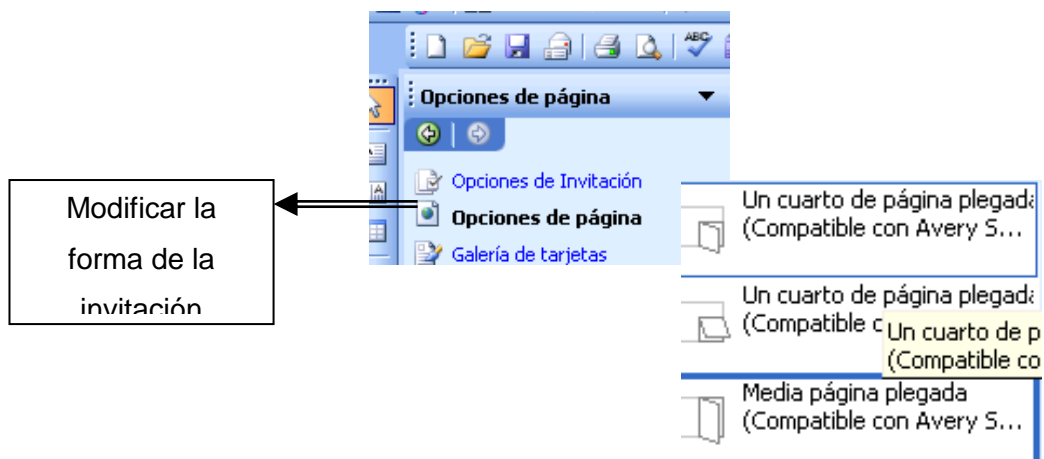 ABC
Opciones de página
Opciones de Invitación
Opciones de página
Galería de tarjetas
Modificar la
forma de la
invitación
Un cuarto de página plegada
(Compatible con Avery S...
Un cuarto de página plegada
(Compatible c
Un cuarto de p
(Compatible co
Media página plegada
(Compatible con Avery S...